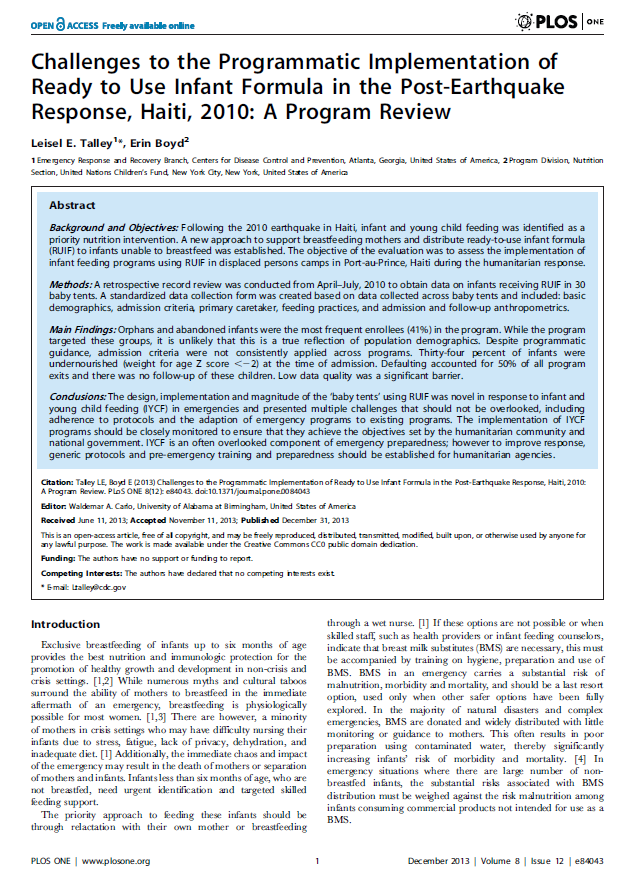 OPEN ACCESS Freely available online
PLOS ONE
Challenges to the Programmatic Implementation of
Ready to Use Infant Formula in the Post-Earthquake
Response, Haiti, 2010: A Program Review
Leisel E. Talley1*, Erin Boyd2
1 Emergency Response and Recovery Branch, Centers for Disease Control and Prevention, Atlanta, Georgia, United States of America, 2 Program Division, Nutrition
Section, United Nations Children's Fund, New York City, New York, United States of America
Abstract
Background and Objectives: Following the 2010 earthquake in Haiti, infant and young child feeding was identified as a
priority nutrition intervention. A new approach to support breastfeeding mothers and distribute ready-to-use infant formula
(RUIF) to infants unable to breastfeed was established. The objective of the evaluation was to assess the implementation of
infant feeding programs using RUIF in displaced persons camps in Port-au-Prince, Haiti during the humanitarian response.
Methods: A retrospective record review was conducted from April–July, 2010 to obtain data on infants receiving RUIF in 30
baby tents. A standardized data collection form was created based on data collected across baby tents and included: basic
demographics, admission criteria, primary caretaker, feeding practices, and admission and follow-up anthropometrics.
Main Findings: Orphans and abandoned infants were the most frequent enrollees (41%) in the program. While the program
targeted these groups, it is unlikely that this is a true reflection of population demographics. Despite programmatic
guidance, admission criteria were not consistently applied across programs. Thirty-four percent of infants were
undernourished (weight for age Z score <−2) at the time of admission. Defaulting accounted for 50% of all program
exits and there was no follow-up of these children. Low data quality was a significant barrier.
Conclusions: The design, implementation and magnitude of the 'baby tents' using RUIF was novel in response to infant and
young child feeding (IYCF) in emergencies and presented multiple challenges that should not be overlooked, including
adherence to protocols and the adaption of emergency programs to existing programs. The implementation of IYCF
programs should be closely monitored to ensure that they achieve the objectives set by the humanitarian community and
national government. IYCF is an often overlooked component of emergency preparedness; however to improve response,
generic protocols and pre-emergency training and preparedness should be established for humanitarian agencies.
Citation: Talley LE, Boyd E (2013) Challenges to the Programmatic Implementation of Ready to Use Infant Formula in the Post-Earthquake Response, Haiti, 2010:
A Program Review. PLoS ONE 8(12): e84043. doi:10.1371/journal.pone.0084043
Editor: Waldemar A. Carlo, University of Alabama at Birmingham, United States of America
Received June 11, 2013; Accepted November 11, 2013; Published December 31, 2013
This is an open-access article, free of all copyright, and may be freely reproduced, distributed, transmitted, modified, built upon, or otherwise used by anyone for
any lawful purpose. The work is made available under the Creative Commons CC0 public domain dedication.
Funding: The authors have no support or funding to report.
Competing Interests: The authors have declared that no competing interests exist.
* E-mail: Ltalley@cdc.gov
Introduction
Exclusive breastfeeding of infants up to six months of age
provides the best nutrition and immunologic protection for the
promotion of healthy growth and development in non-crisis and
crisis settings. [1,2] While numerous myths and cultural taboos
surround the ability of mothers to breastfeed in the immediate
aftermath of an emergency, breastfeeding is physiologically
possible for most women. [1,3] There are however, a minority
of mothers in crisis settings who may have difficulty nursing their
infants due to stress, fatigue, lack of privacy, dehydration, and
inadequate diet. [1] Additionally, the immediate chaos and impact
of the emergency may result in the death of mothers or separation
of mothers and infants. Infants less than six months of age, who are
not breastfed, need urgent identification and targeted skilled
feeding support.
The priority approach to feeding these infants should be
through relactation with their own mother or breastfeeding
through a wet nurse. [1] If these options are not possible or when
skilled staff, such as health providers or infant feeding counselors,
indicate that breast milk substitutes (BMS) are necessary, this must
be accompanied by training on hygiene, preparation and use of
BMS. BMS in an emergency carries a substantial risk of
malnutrition, morbidity and mortality, and should be a last resort
option, used only when other safer options have been fully
explored. In the majority of natural disasters and complex
emergencies, BMS are donated and widely distributed with little
monitoring or guidance to mothers. This often results in poor
preparation using contaminated water, thereby significantly
increasing infants' risk of morbidity and mortality. [4] In
emergency situations where there are large number of non-
breastfed infants, the substantial risks associated with BMS
distribution must be weighed against the risk malnutrition among
infants consuming commercial products not intended for use as a
BMS.
PLOS ONE | www.plosone.org
1
December 2013 | Volume 8 | Issue 12 | e84043